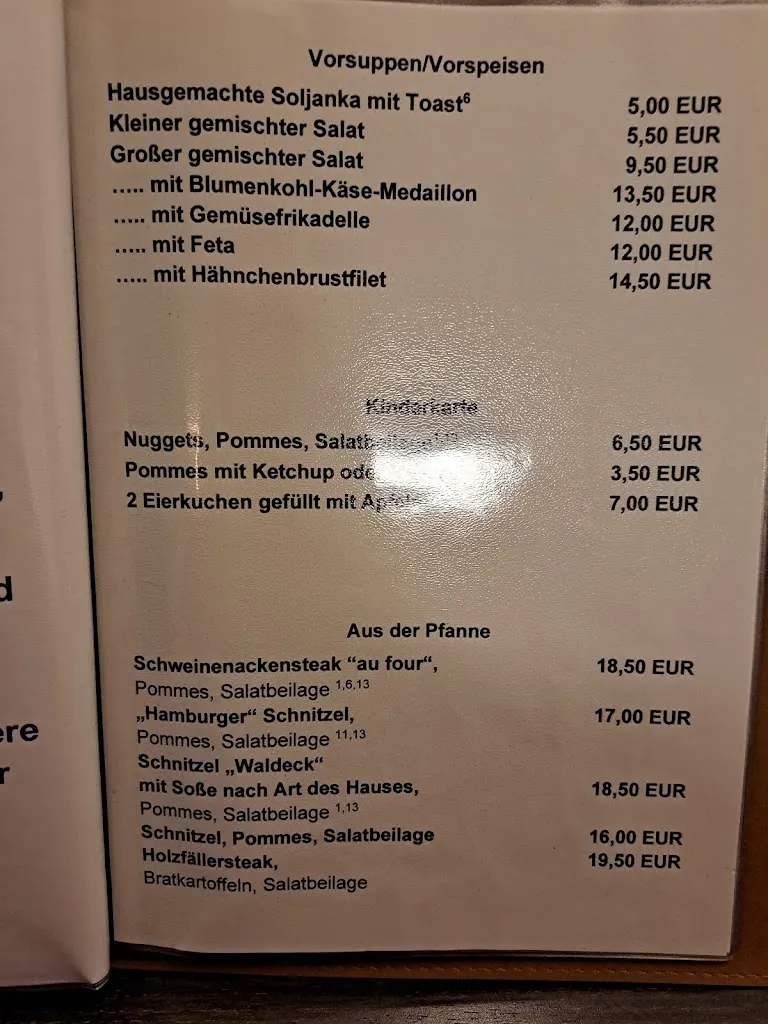 Vorsuppen/Vorspeisen
Hausgemachte Soljanka mit Toast⁶ 5,00 EUR
Kleiner gemischter Salat 5,50 EUR
Großer gemischter Salat 9,50 EUR
..... mit Blumenkohl-Käse-Medaillon 13,50 EUR
..... mit Gemüsefrikadelle 12,00 EUR
..... mit Feta 12,00 EUR
..... mit Hähnchenbrustfilet 14,50 EUR
Kinderkarte
Nuggets, Pommes, Salatbeilage 6,50 EUR
Pommes mit Ketchup 3,50 EUR
2 Eierkuchen gefüllt mit 7,00 EUR
Aus der Pfanne
Schweinenackensteak “au four“, 18,50 EUR
Pommes, Salatbeilage ¹,⁶,¹³
„Hamburger“ Schnitzel, 17,00 EUR
Pommes, Salatbeilage ¹¹,¹³
Schnitzel „Waldeck“
mit Soße nach Art des Hauses, 18,50 EUR
Pommes, Salatbeilage ¹,¹³
Schnitzel, Pommes, Salatbeilage 16,00 EUR
Holzfällersteak, 19,50 EUR
Bratkartoffeln, Salatbeilage